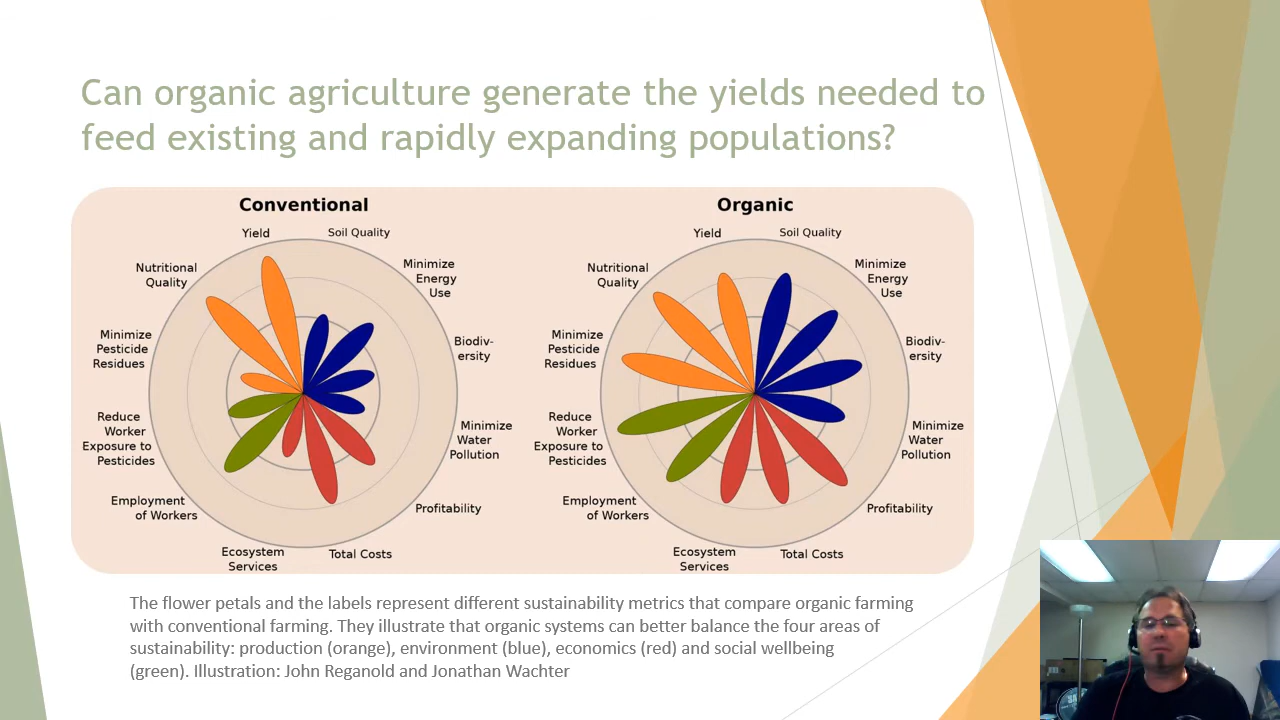 Can organic agriculture generate the yields needed to
feed existing and rapidly expanding populations?
Conventional
Yield
Soil Quality
Nutritional
Quality
Minimize
Energy
Use
Minimize
Pesticide
Residues
Biodiv-
ersity
Reduce
Worker
Exposure to
Pesticides
Minimize
Water
Pollution
Employment
of Workers
Profitability
Ecosystem
Services
Total Costs
Organic
Yield
Soil Quality
Nutritional
Quality
Minimize
Energy
Use
Minimize
Pesticide
Residues
Biodiv-
ersity
Reduce
Worker
Exposure to
Pesticides
Minimize
Water
Pollution
Employment
of Workers
Profitability
Ecosystem
Services
Total Costs
The flower petals and the labels represent different sustainability metrics that compare organic farming
with conventional farming. They illustrate the organic systems can better balance the four areas of
sustainability: production (orange), environment (blue), economics (red) and social wellbeing
(green). Illustration: John Reganold and Jonathan Wachter